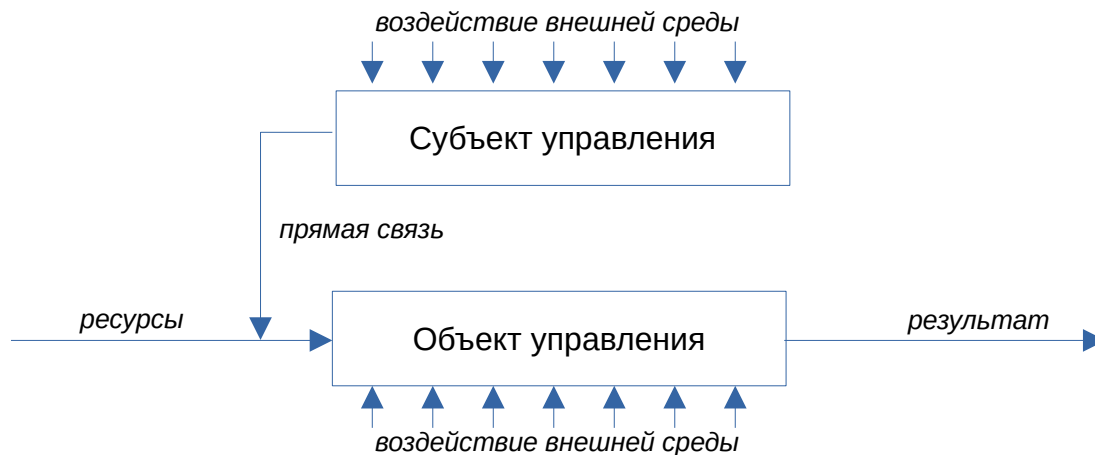 воздействие внешней среды
Субъект управления
прямая связь
ресурсы
Объект управления
результат
воздействие внешней среды